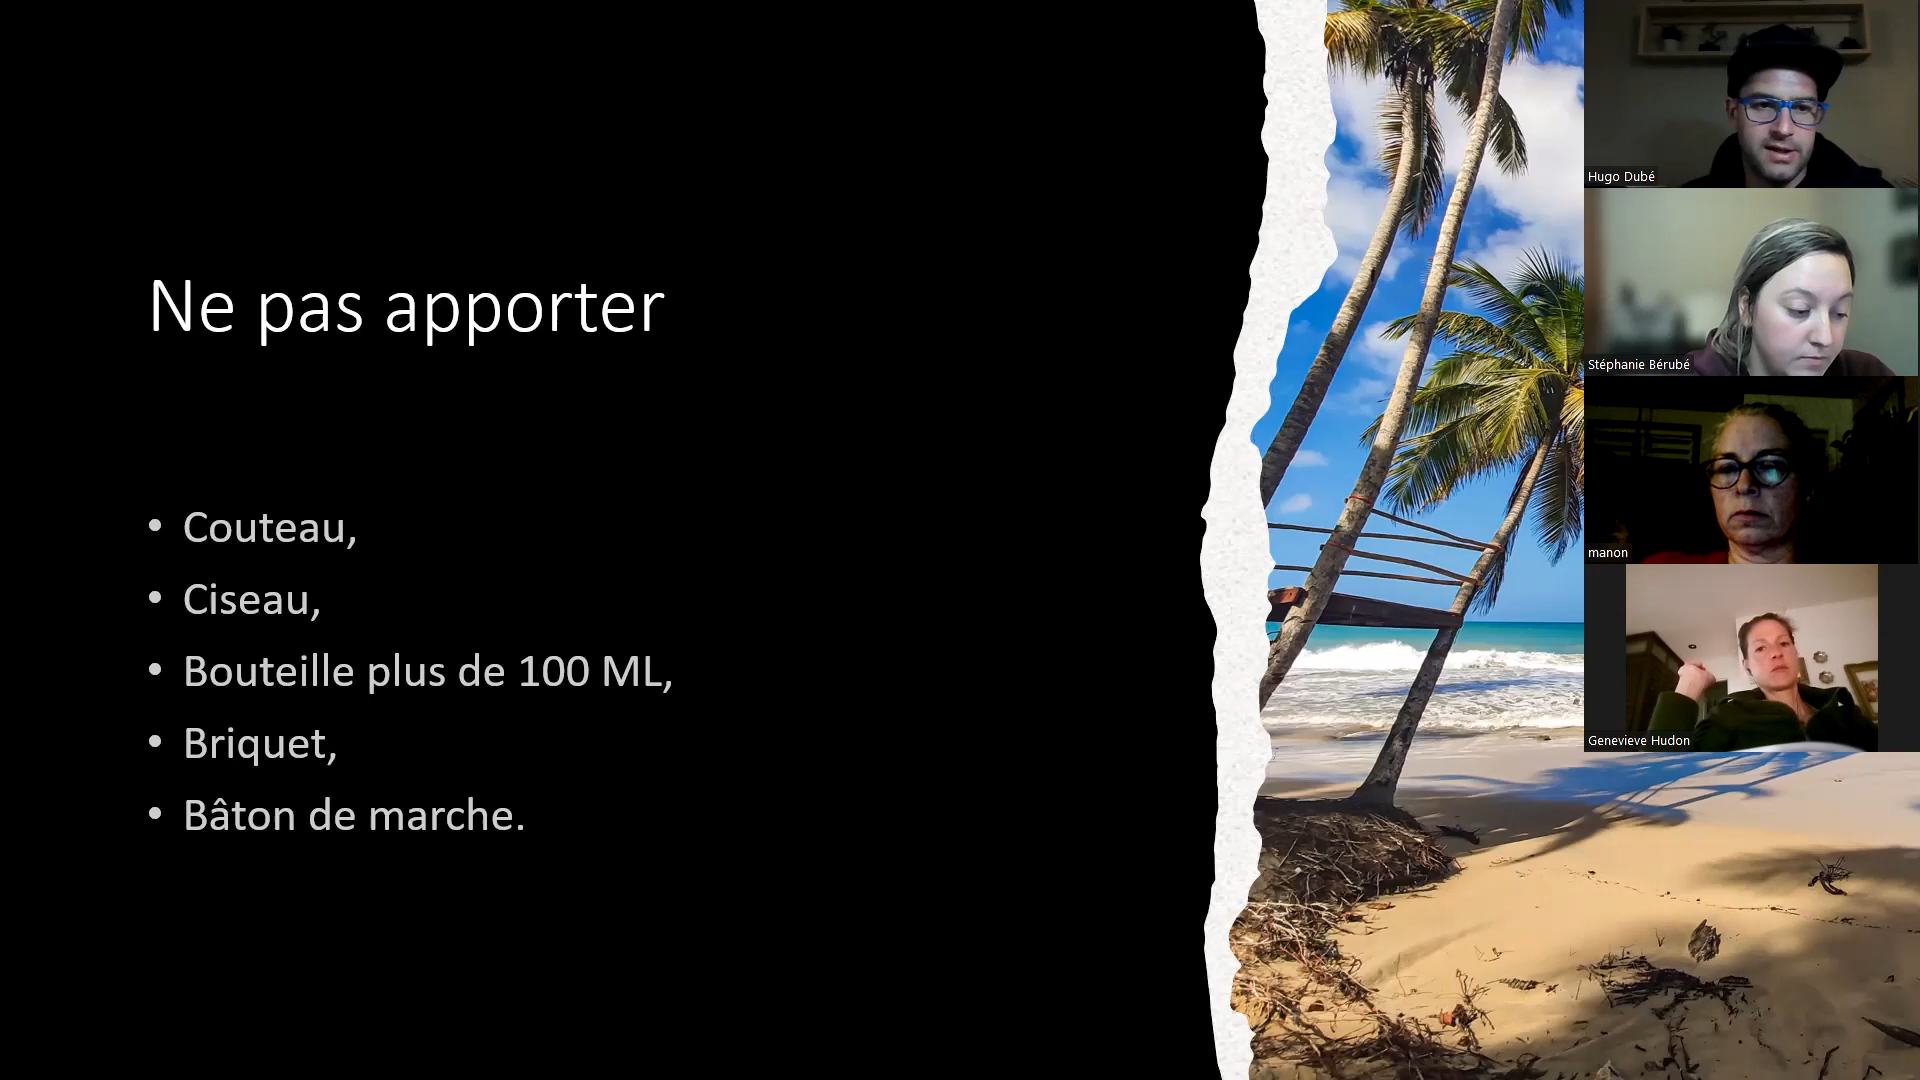 Ne pas apporter
• Couteau,
• Ciseau,
• Bouteille plus de 100 ML,
• Briquet,
• Bâton de marche.
Hugo Dubé
Stéphanie Bérubé
manon
Genevieve Hudon